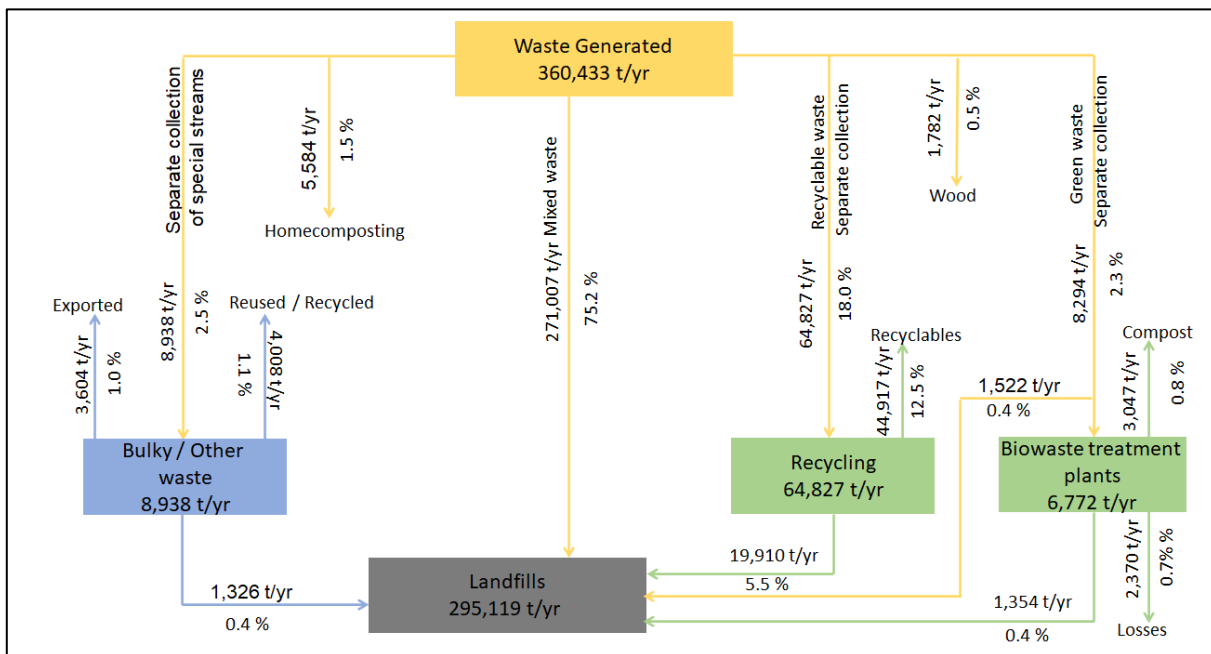 Waste Generated
360,433 t/yr
Separate collection
of special streams
8,938 t/yr
2.5 %
5,584 t/yr
1.5 %
Homecomposting
Mixed waste
271,007 t/yr
75.2 %
Recyclable waste
Separate collection
64,827 t/yr
18.0 %
1,782 t/yr
0.5 %
Wood
Green waste
Separate collection
8,294 t/yr
2.3 %
Exported
3,604 t/yr
1.0 %
Reused / Recycled
4,008 t/yr
1.1 %
Recyclables
44,917 t/yr
12.5 %
1,522 t/yr
0.4 %
Compost
3,047 t/yr
0.8 %
Bulky / Other
waste
8,938 t/yr
Recycling
64,827 t/yr
Biowaste treatment
plants
6,772 t/yr
1,326 t/yr
0.4 %
Landfills
295,119 t/yr
19,910 t/yr
5.5 %
1,354 t/yr
0.4 %
2,370 t/yr
0.7% %
Losses